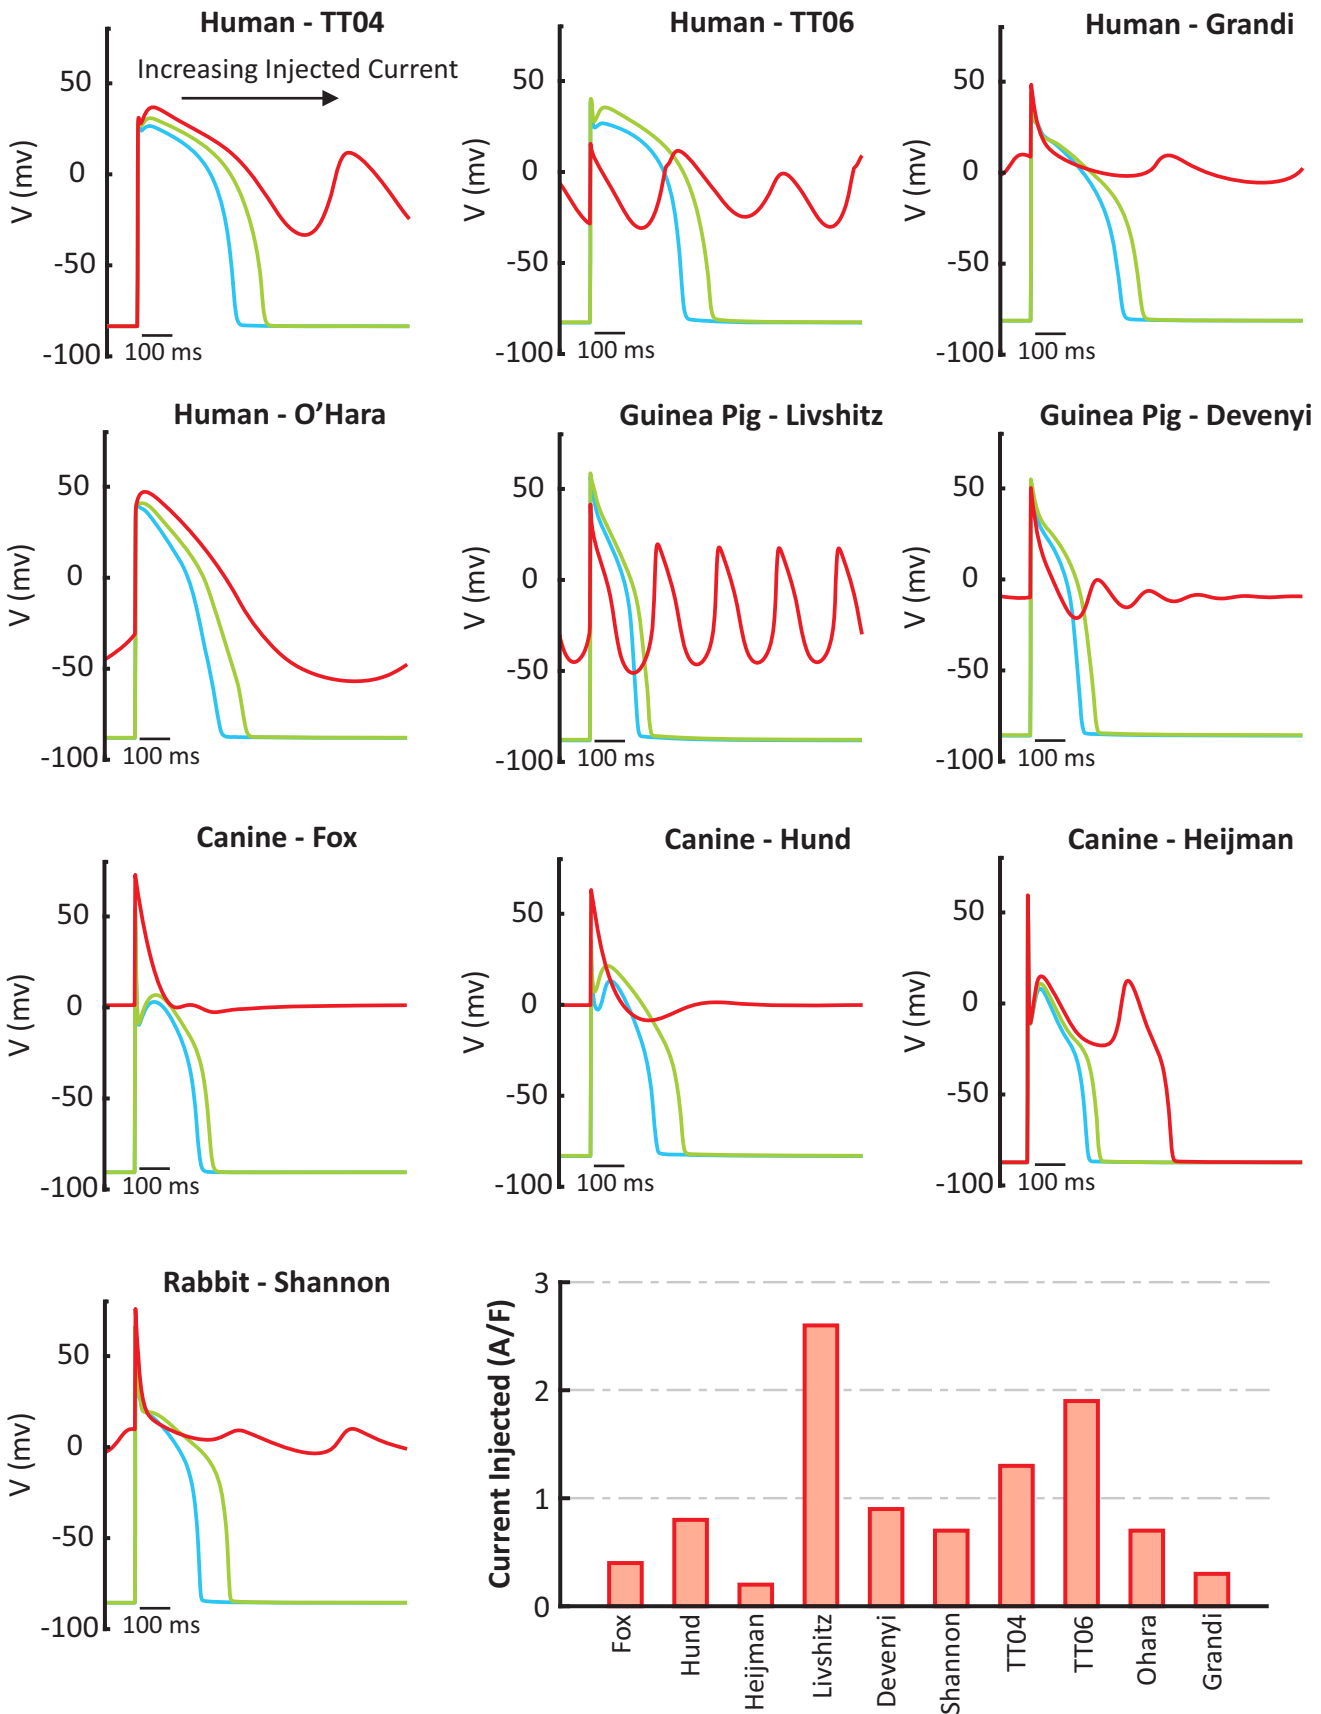 Human - TT04
Increasing Injected Current
V (mv)
50
0
-50
-100
100 ms
Human - TT06
V (mv)
50
0
-50
-100
100 ms
Human - Grandi
V (mv)
50
0
-50
-100
100 ms
Human - O’Hara
V (mv)
50
0
-50
-100
100 ms
Guinea Pig - Livshitz
V (mv)
50
0
-50
-100
100 ms
Guinea Pig - Devenyi
V (mv)
50
0
-50
-100
100 ms
Canine - Fox
V (mv)
50
0
-50
-100
100 ms
Canine - Hund
V (mv)
50
0
-50
-100
100 ms
Canine - Heijman
V (mv)
50
0
-50
-100
100 ms
Rabbit - Shannon
V (mv)
50
0
-50
-100
100 ms
Current Injected (A/F)
3
2
1
0
Fox
Hund
Heijman
Livshitz
Devenyi
Shannon
TT04
TT06
Ohara
Grandi